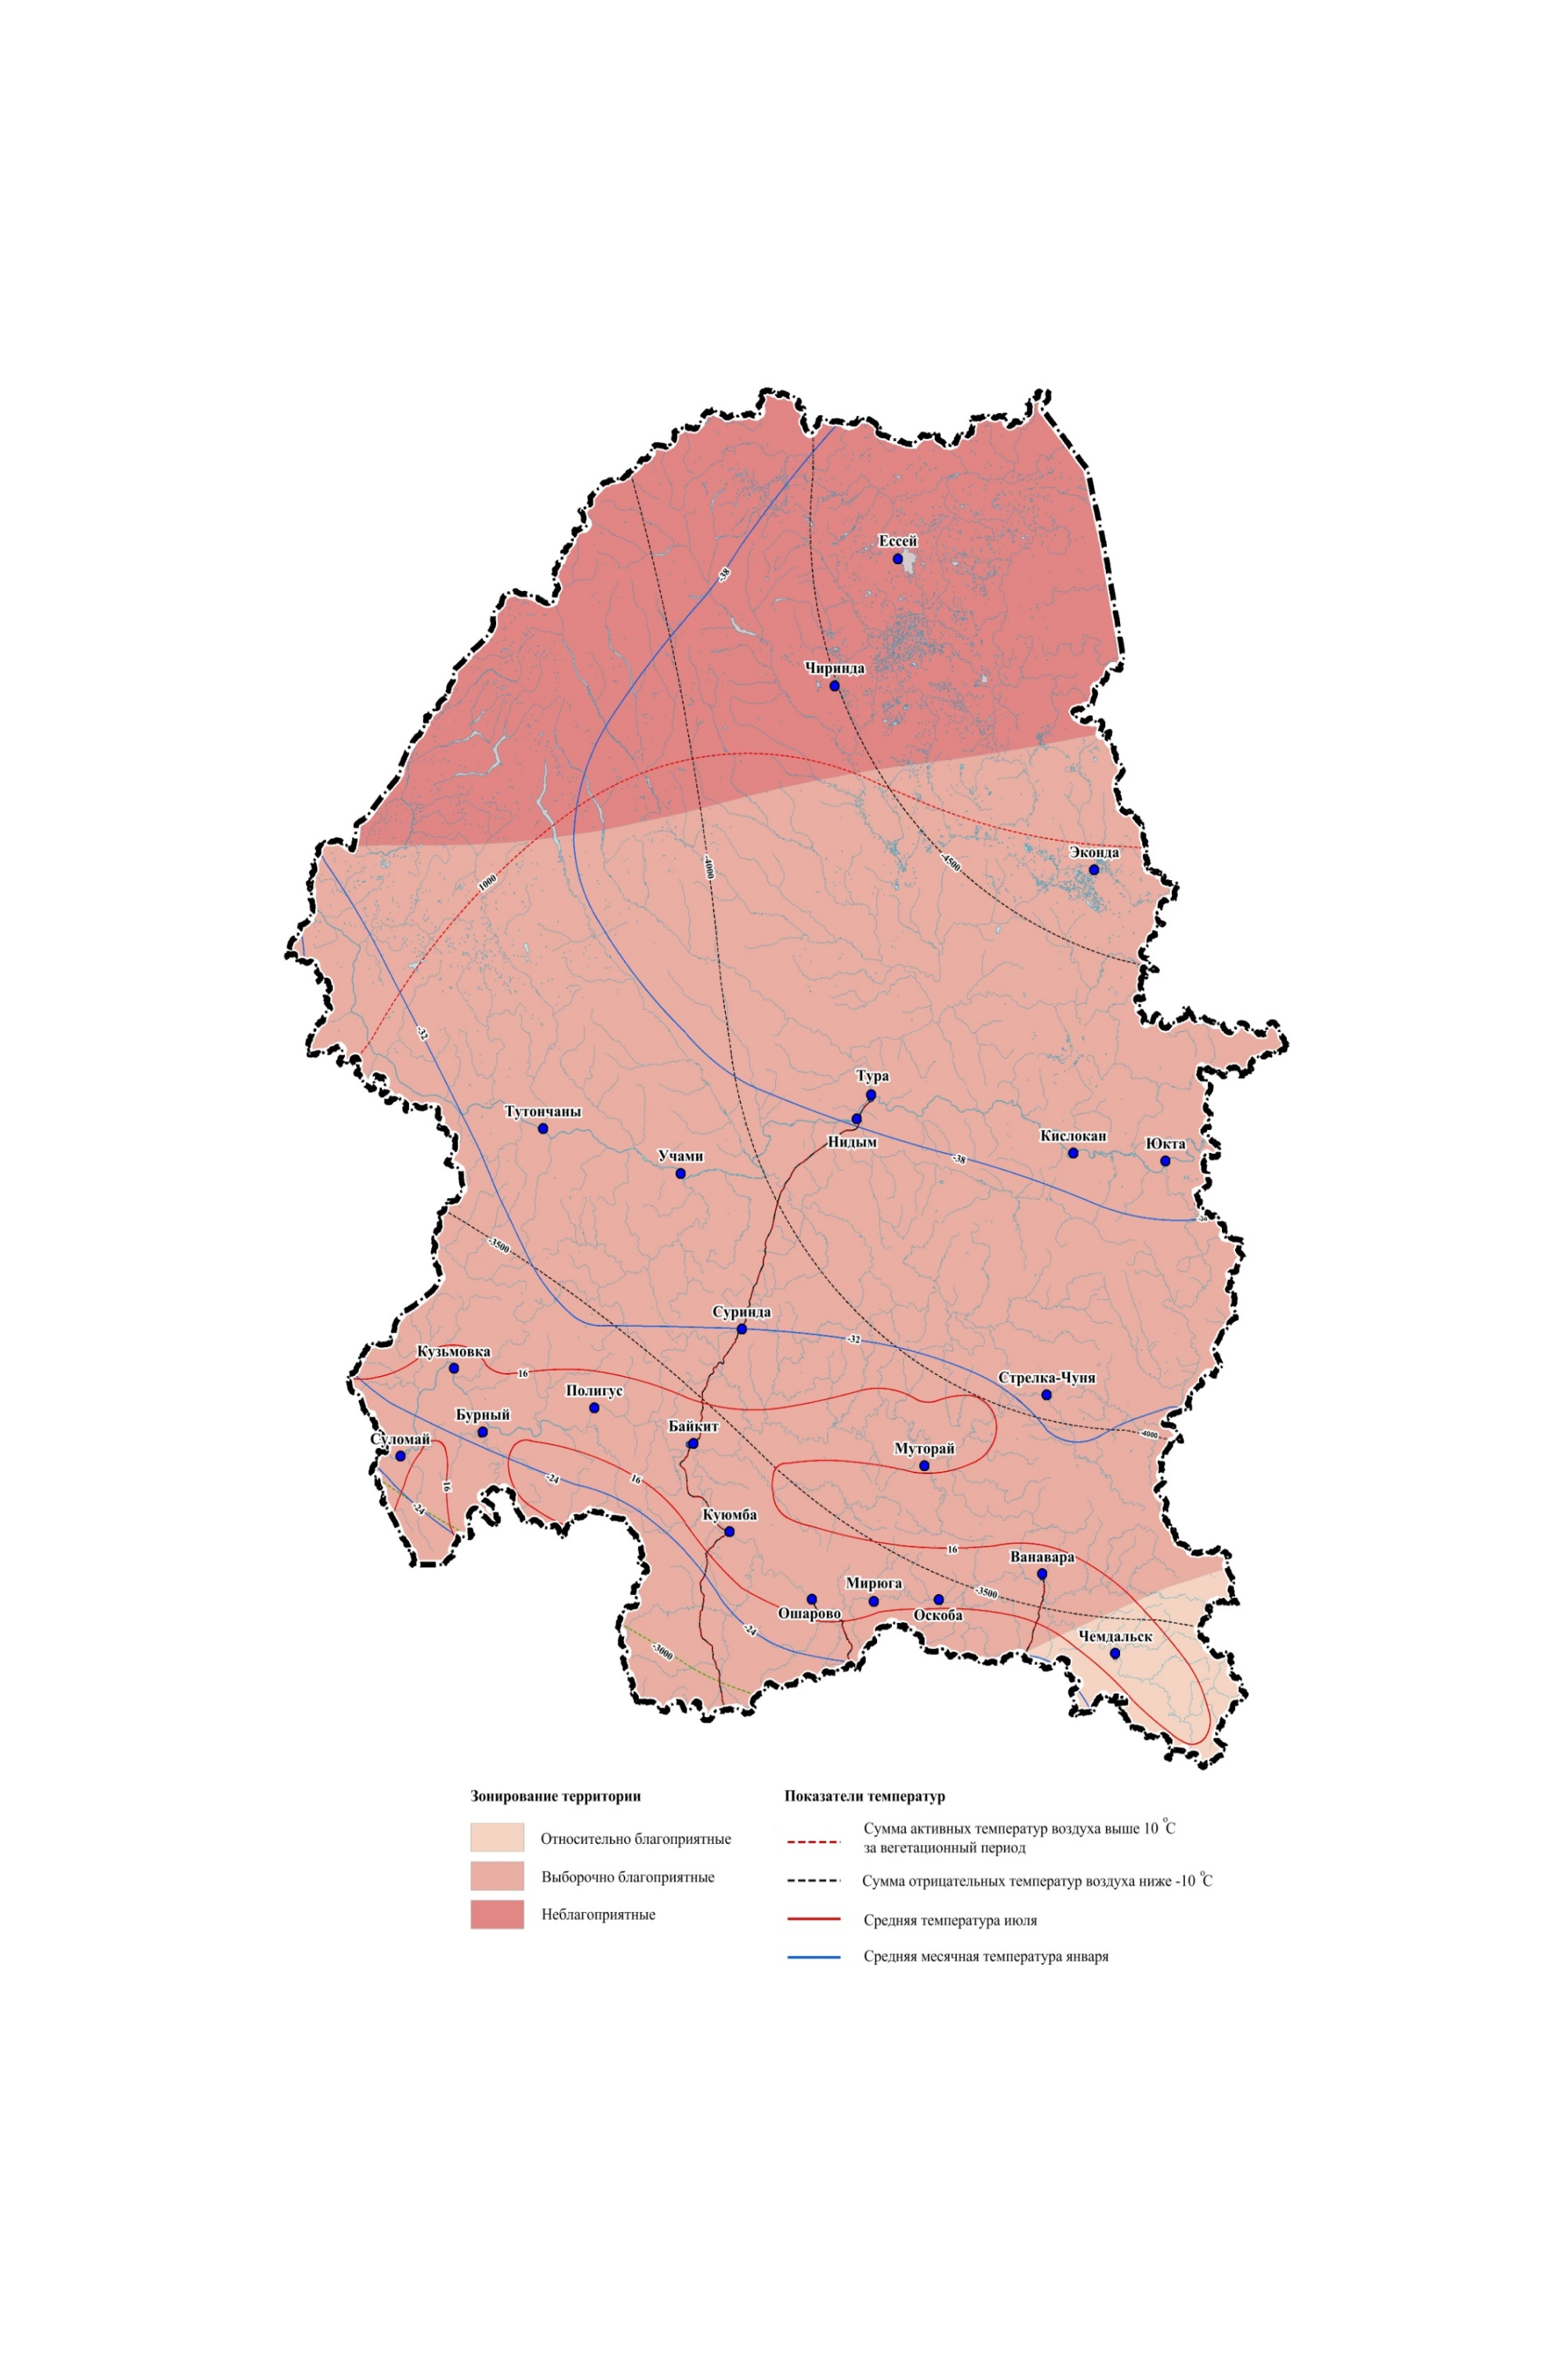 Ессей
-38
Чиринда
-4000
-4500
Эконда
1000
-32
Тура
Тутончаны
Нидым
Кислокан
Юкта
Учами
-38
-3500
Суринда
-32
Кузьмовка
16
Стрелка-Чуня
Полигус
Бурный
Байкит
-4000
Суломай
Муторай
16
-24
16
-24
Куюмба
16
Ванавара
Мирюга
-3500
Ошарово
Оскоба
-24
Чемдальск
-3000
Зонирование территории
Относительно благоприятные
Выборочно благоприятные
Неблагоприятные
Показатели температур
Сумма активных температур воздуха выше 10 °С
за вегетационный период
Сумма отрицательных температур воздуха ниже -10 °С
Средняя температура июля
Средняя месячная температура января